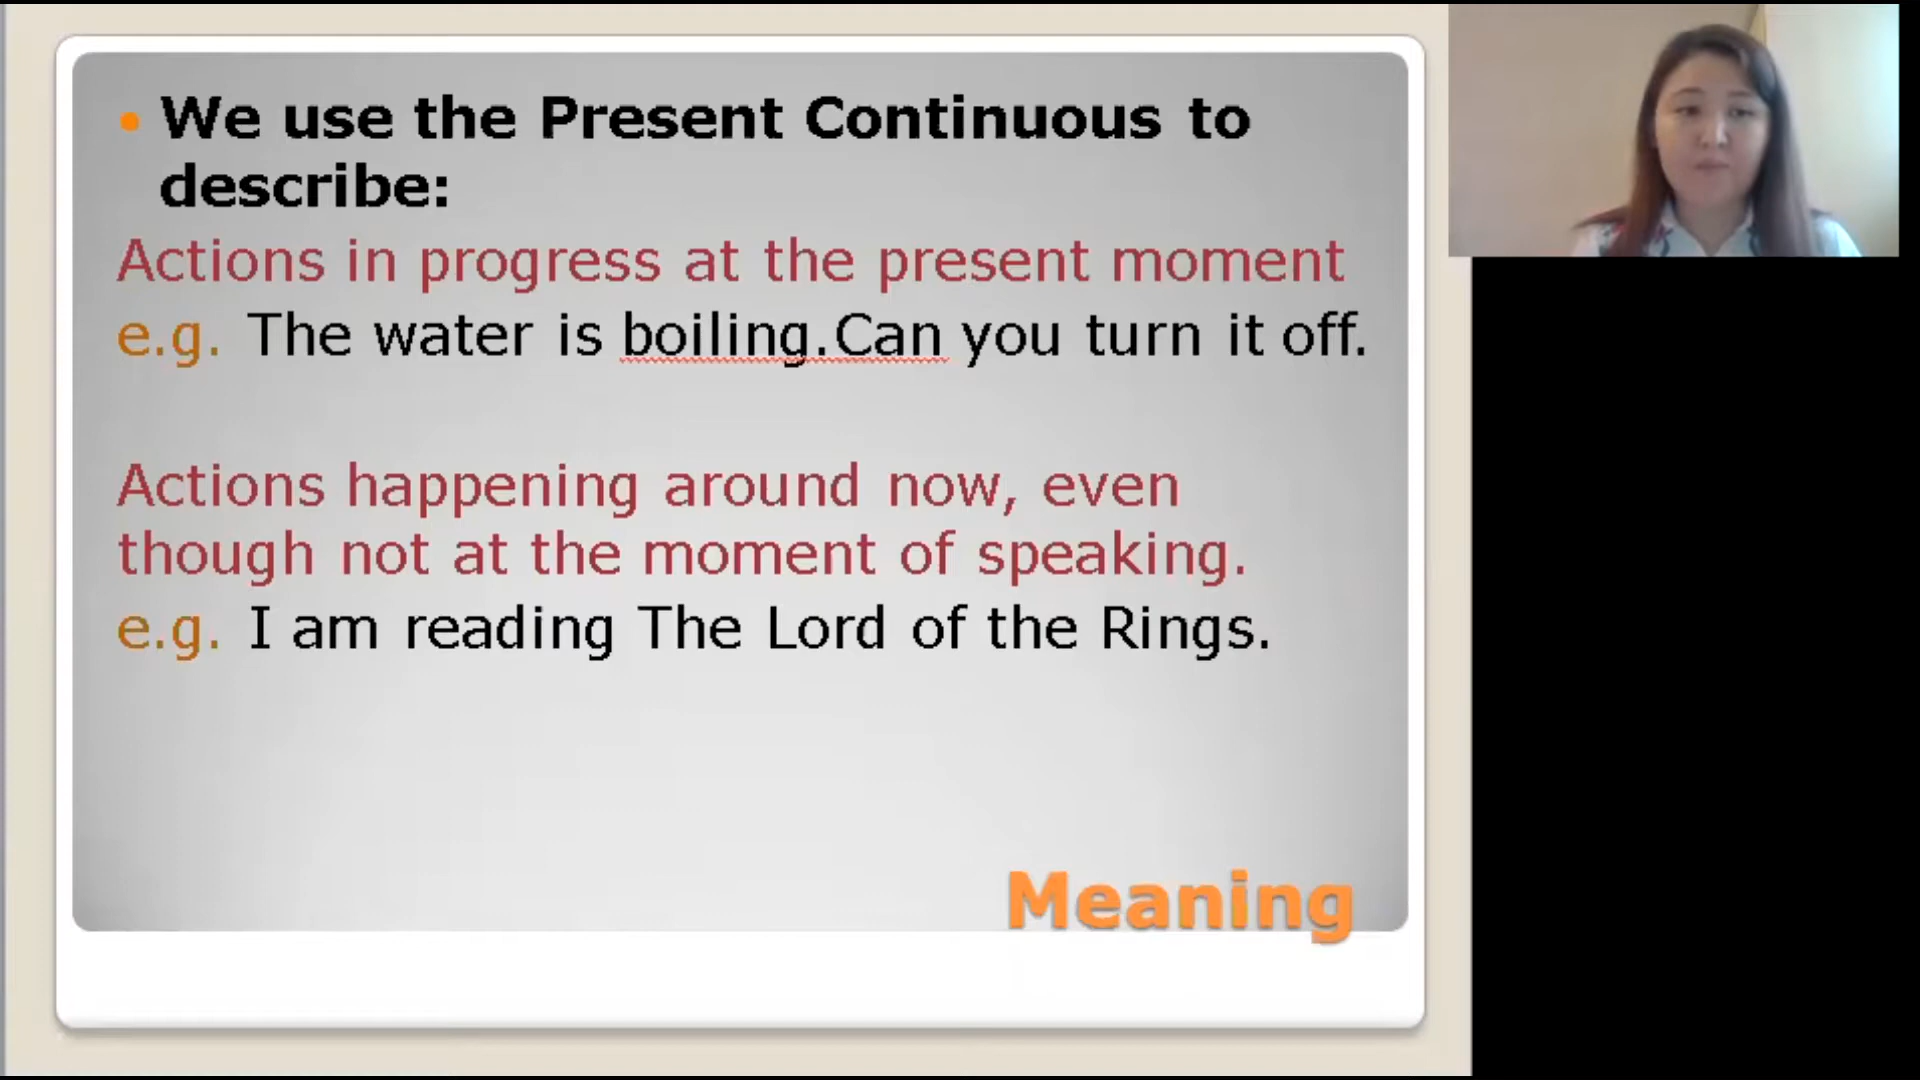 We use the Present Continuous to
describe:
Actions in progress at the present moment
e.g. The water is boiling.Can you turn it off.
Actions happening around now, even
though not at the moment of speaking.
e.g. I am reading The Lord of the Rings.
Meaning